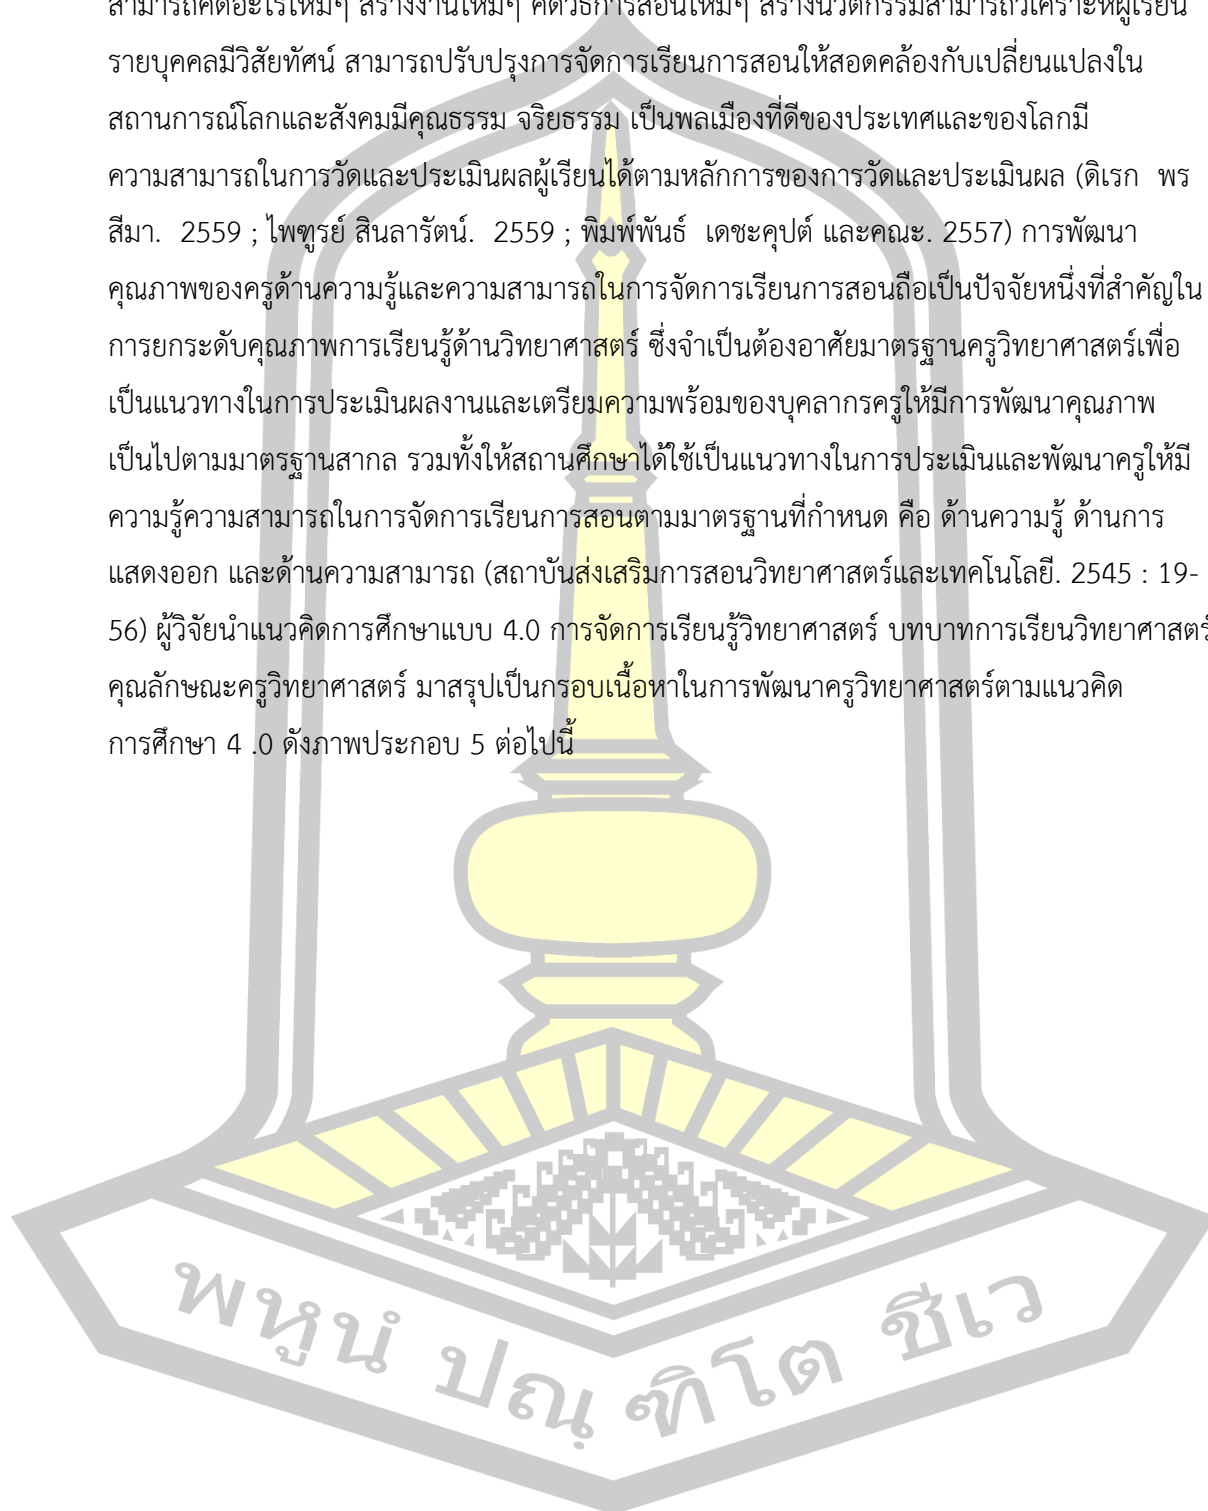 สามารถคิดอะไรใหม่ๆ สร้างงานใหม่ๆ คิดวิธีการสอนใหม่ๆ สร้างนวัตกรรมสามารถวิเคราะห์ผู้เรียน
รายบุคคลมีวิสัยทัศน์ สามารถปรับปรุงการจัดการเรียนการสอนให้สอดคล้องกับเปลี่ยนแปลงใน
สถานการณ์โลกและสังคมมีคุณธรรม จริยธรรม เป็นพลเมืองที่ดีของประเทศและของโลกมี
ความสามารถในการวัดและประเมินผลผู้เรียนได้ตามหลักการของการวัดและประเมินผล (ดิเรก พร
สีมา. 2559 ; ไพฑูรย์ สินลารัตน์. 2559 ; พิมพ์พันธ์ เดชะคุปต์ และคณะ. 2557) การพัฒนา
คุณภาพของครูด้านความรู้และความสามารถในการจัดการเรียนการสอนถือเป็นปัจจัยหนึ่งที่สำคัญใน
การยกระดับคุณภาพการเรียนรู้ด้านวิทยาศาสตร์ ซึ่งจำเป็นต้องอาศัยมาตรฐานครูวิทยาศาสตร์เพื่อ
เป็นแนวทางในการประเมินผลงานและเตรียมความพร้อมของบุคลากรครูให้มีการพัฒนาคุณภาพ
เป็นไปตามมาตรฐานสากล รวมทั้งให้สถานศึกษาได้ใช้เป็นแนวทางในการประเมินและพัฒนาครูให้มี
ความรู้ความสามารถในการจัดการเรียนการสอนตามมาตรฐานที่กำหนด คือ ด้านความรู้ ด้านการ
แสดงออก และด้านความสามารถ (สถาบันส่งเสริมการสอนวิทยาศาสตร์และเทคโนโลยี. 2545 : 19-
56) ผู้วิจัยนำแนวคิดการศึกษาแบบ 4.0 การจัดการเรียนรู้วิทยาศาสตร์ บทบาทการเรียนวิทยาศาสตร์
คุณลักษณะครูวิทยาศาสตร์ มาสรุปเป็นกรอบเนื้อหาในการพัฒนาครูวิทยาศาสตร์ตามแนวคิด
การศึกษา 4 .0 ดังภาพประกอบ 5 ต่อไปนี้
พหูนํ ปณฺ ฑิโต ชีเว